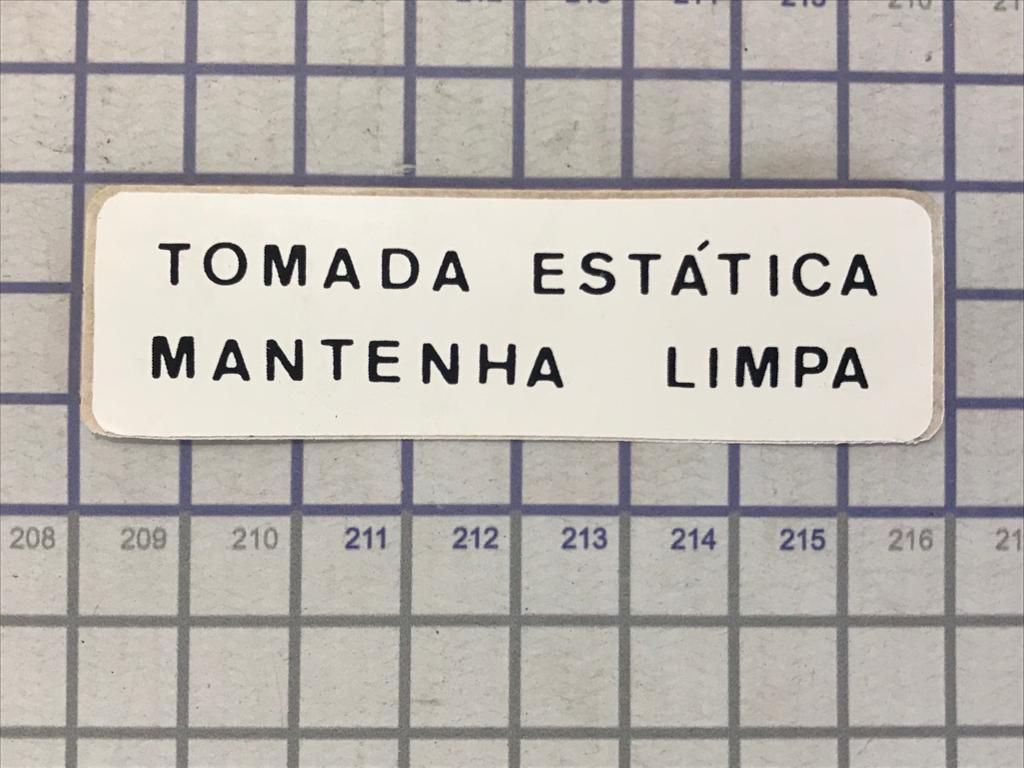 TOMADA ESTÁTICA
MANTENHA LIMPA
208 209 210 211 212 213 214 215 216